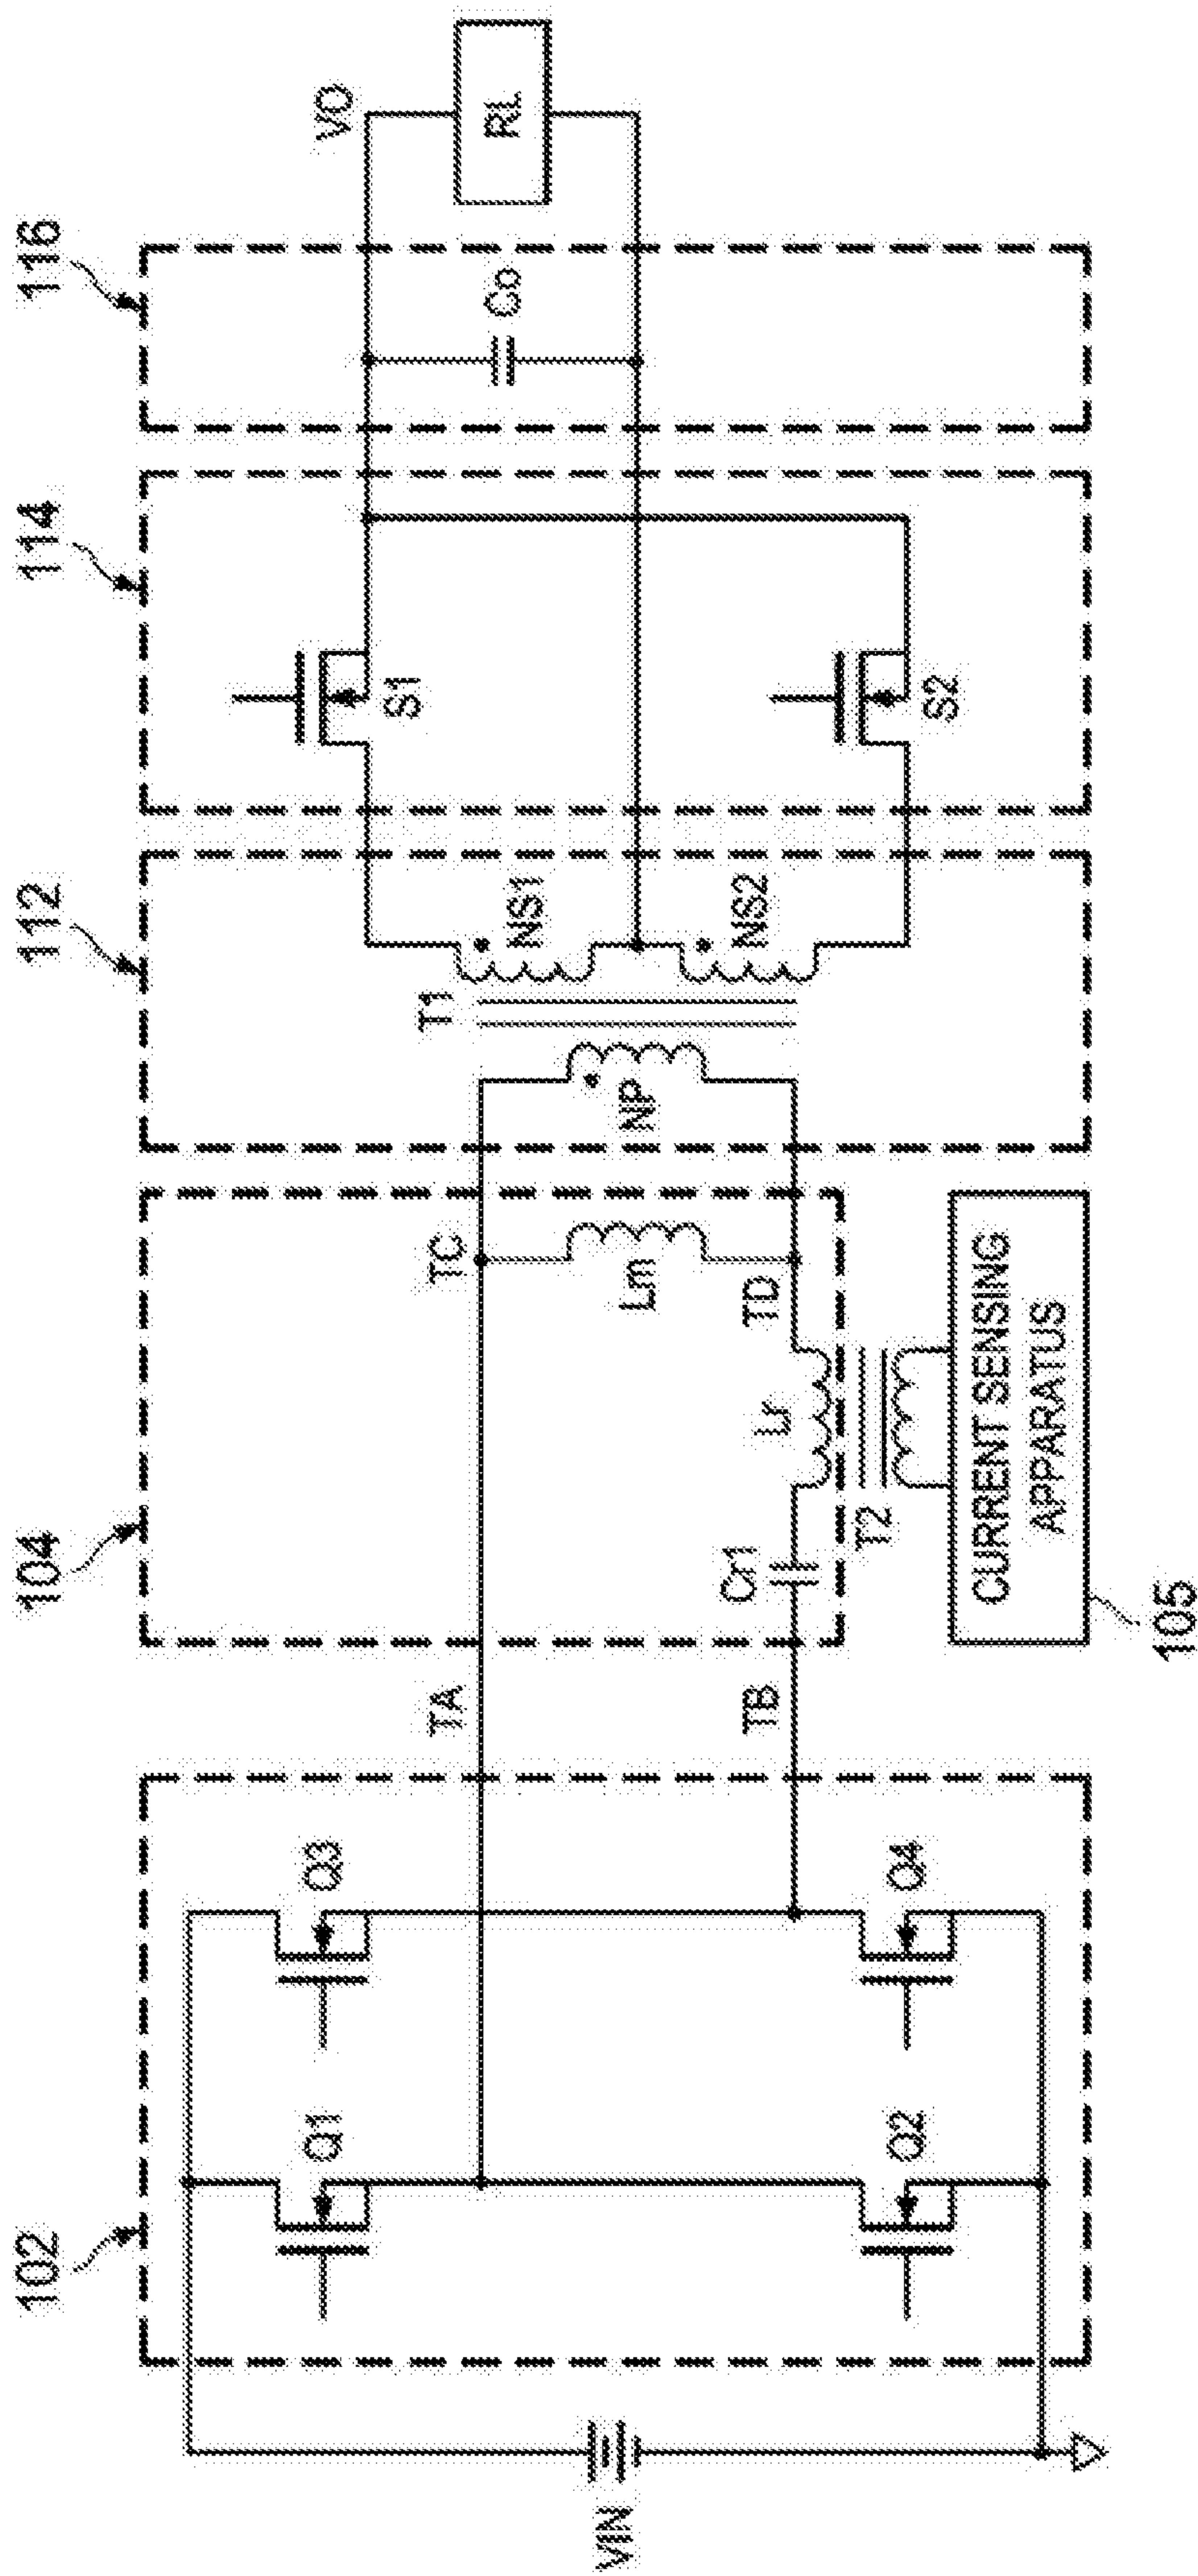 102
104
112
114
116
VIN
Q1
Q3
Q2
Q4
TA
TB
TC
TD
Lm
Cr1
Lr
T2
CURRENT SENSING
APPARATUS
105
T1
NP
NS1
NS2
S1
S2
Co
VO
RL